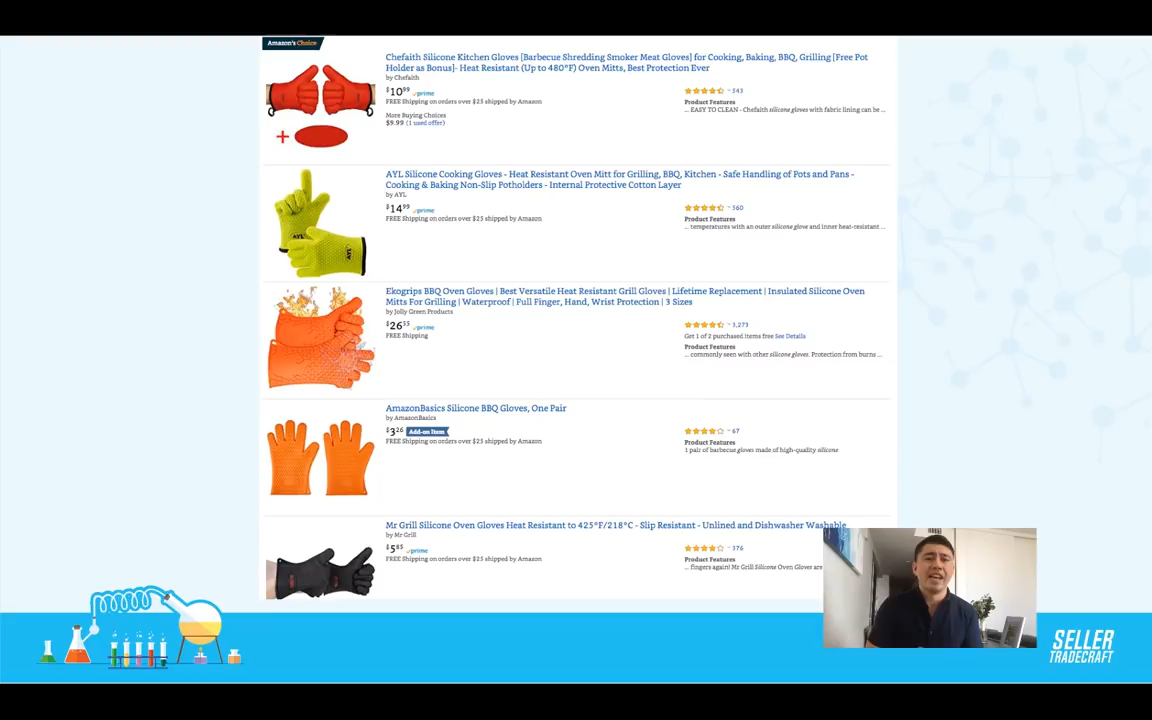 Amazon's Choice
Chefaith Silicone Kitchen Gloves [Barbecue Shredding Smoker Meat Gloves] for Cooking, Baking, BBQ, Grilling [Free Pot
Holder as Bonus]- Heat Resistant (Up to 480°F) Oven Mitts, Best Protection Ever
by Chefaith
$10 99 prime
FREE Shipping on orders over $25 shipped by Amazon
More Buying Choices
$9.99 (1 used offer)
543
Product Features
... EASY TO CLEAN - Chefaith silicone gloves with fabric lining can be ...
+
AYL Silicone Cooking Gloves - Heat Resistant Oven Mitt for Grilling, BBQ, Kitchen - Safe Handling of Pots and Pans -
Cooking & Baking Non-Slip Potholders - Internal Protective Cotton Layer
by AYL
$14 99 prime
FREE Shipping on orders over $25 shipped by Amazon
560
Product Features
... temperatures with an outer silicone glove and inner heat-resistant ...
AYL
AYL
Ekogrips BBQ Oven Gloves | Best Versatile Heat Resistant Grill Gloves | Lifetime Replacement | Insulated Silicone Oven
Mitts For Grilling | Waterproof | Full Finger, Hand, Wrist Protection | 3 Sizes
by Jolly Green Products
$26 55 prime
FREE Shipping
3,273
Get 1 of 2 purchased items free See Details
Product Features
... commonly seen with other silicone gloves. Protection from burns ...
AmazonBasics Silicone BBQ Gloves, One Pair
by AmazonBasics
$3 26 Add-on Item
FREE Shipping on orders over $25 shipped by Amazon
67
Product Features
1 pair of barbecue gloves made of high-quality silicone
Mr Grill Silicone Oven Gloves Heat Resistant to 425°F/218°C - Slip Resistant - Unlined and Dishwasher Washable
by Mr Grill
$5 85 prime
FREE Shipping on orders over $25 shipped by Amazon
376
Product Features
... fingers again! Mr Grill Silicone Oven Gloves are
SELLER
TRADECRAFT